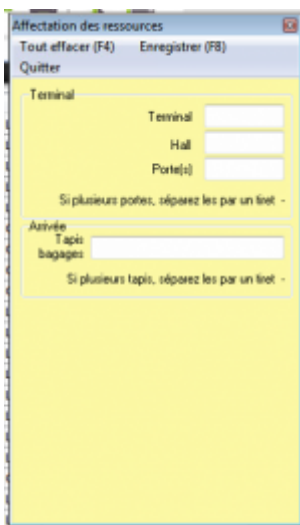 Affectation des ressources
Tout effacer (F4) Enregistrer (F8)
Quitter
Terminal
Terminal
Hall
Porte(s)
Si plusieurs portes, séparez les par un tiret -
Arrivée
Tapis
bagages
Si plusieurs tapis, séparez les par un tiret -